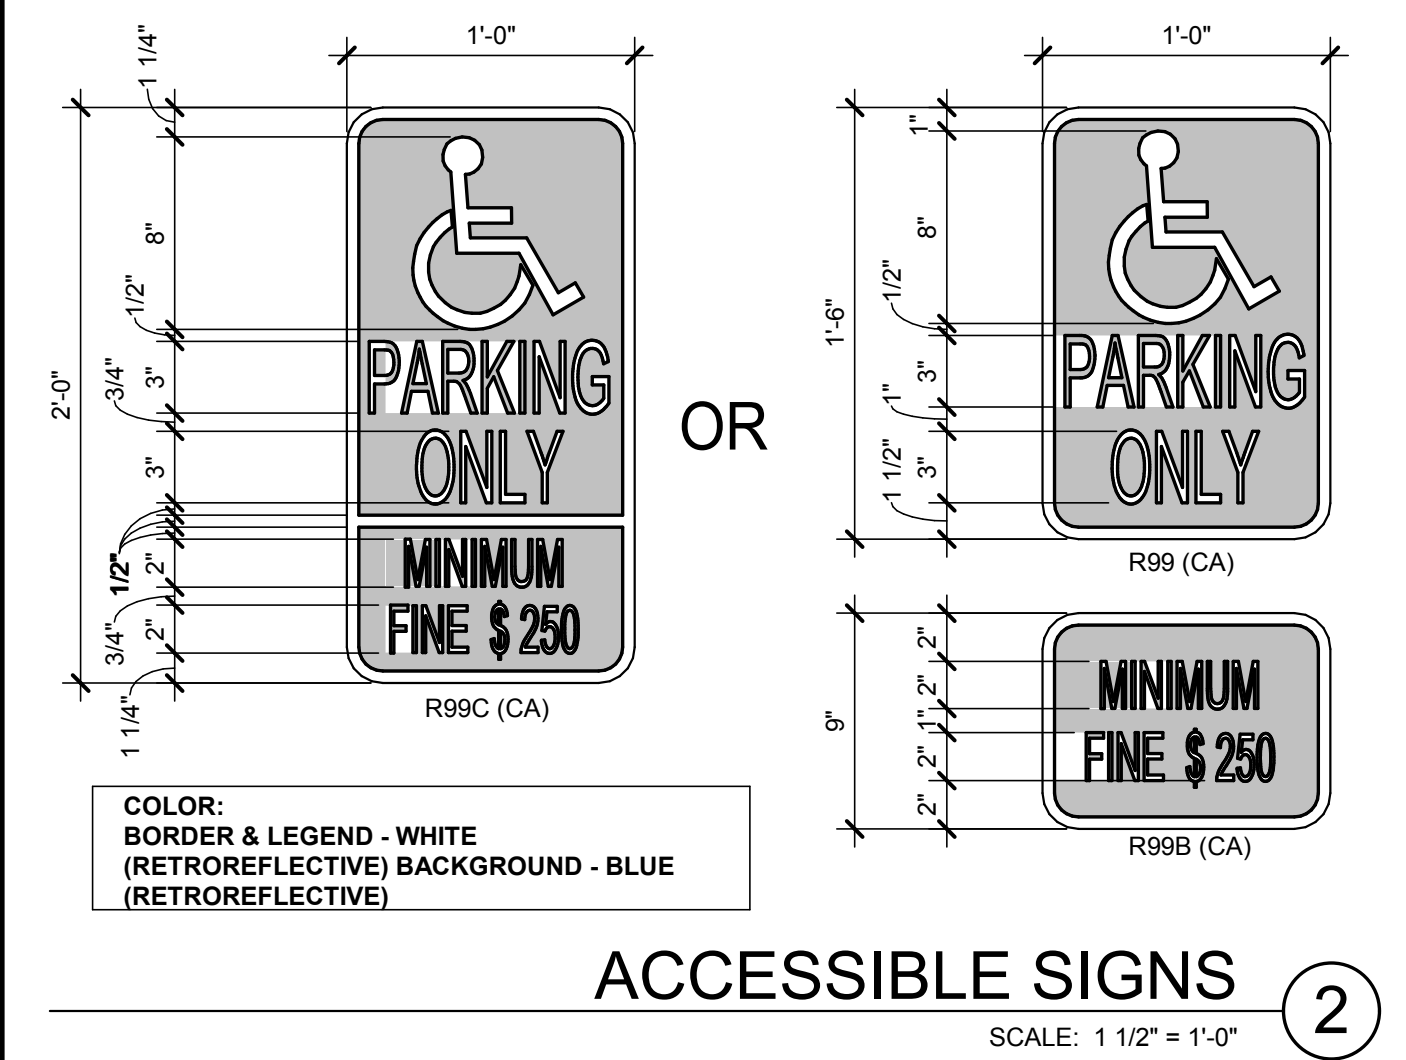 1'-0"
1 1/4"
8"
1/2"
3"
3/4"
3"
1/2"
2"
3/4"
2"
1 1/4"
2'-0"
PARKING
ONLY
MINIMUM
FINE $ 250
R99C (CA)
OR
1'-0"
1"
8"
1/2"
3"
1"
3"
1 1/2"
1'-6"
PARKING
ONLY
R99 (CA)
2"
2"
1"
2"
2"
9"
MINIMUM
FINE $ 250
R99B (CA)
COLOR:
BORDER & LEGEND - WHITE
(RETROREFLECTIVE) BACKGROUND - BLUE
(RETROREFLECTIVE)
ACCESSIBLE SIGNS
2
SCALE: 1 1/2" = 1'-0"